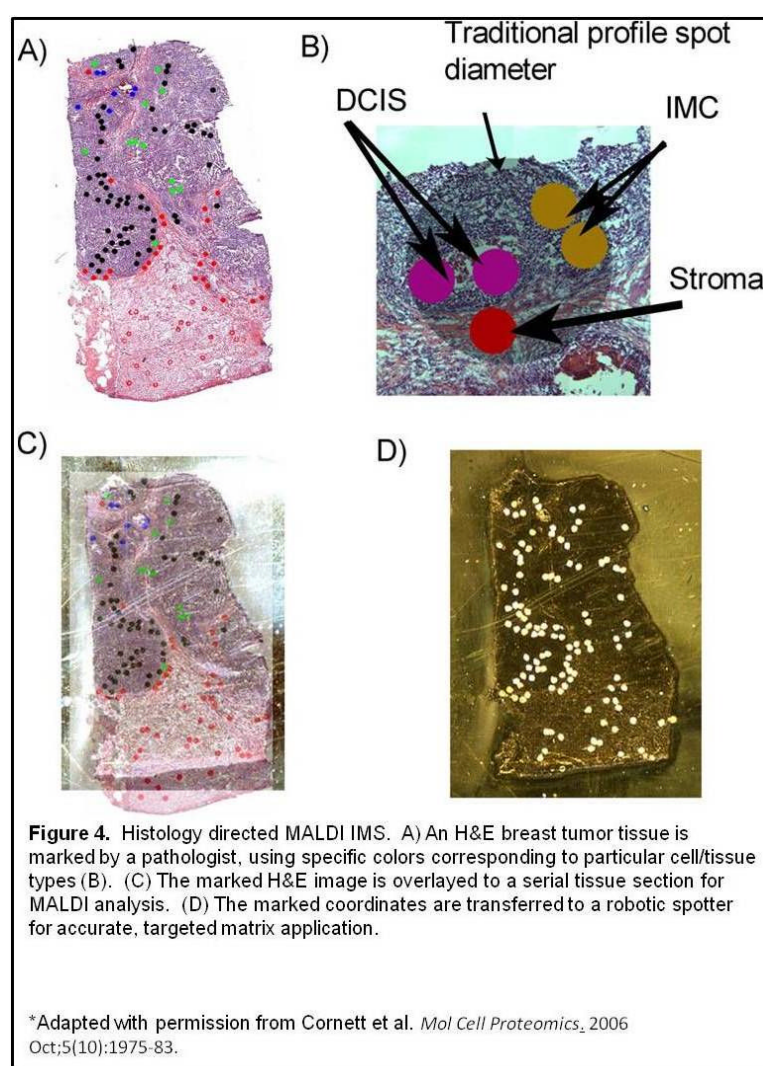 A)
B)
Traditional profile spot
diameter
DCIS
IMC
Stroma
C)
D)
Figure 4. Histology directed MALDI IMS. A) An H&E breast tumor tissue is
marked by a pathologist, using specific colors corresponding to particular cell/tissue
types (B). (C) The marked H&E image is overlayed to a serial tissue section for
MALDI analysis. (D) The marked coordinates are transferred to a robotic spotter
for accurate, targeted matrix application.
*Adapted with permission from Cornett et al. Mol Cell Proteomics. 2006
Oct;5(10):1975-83.